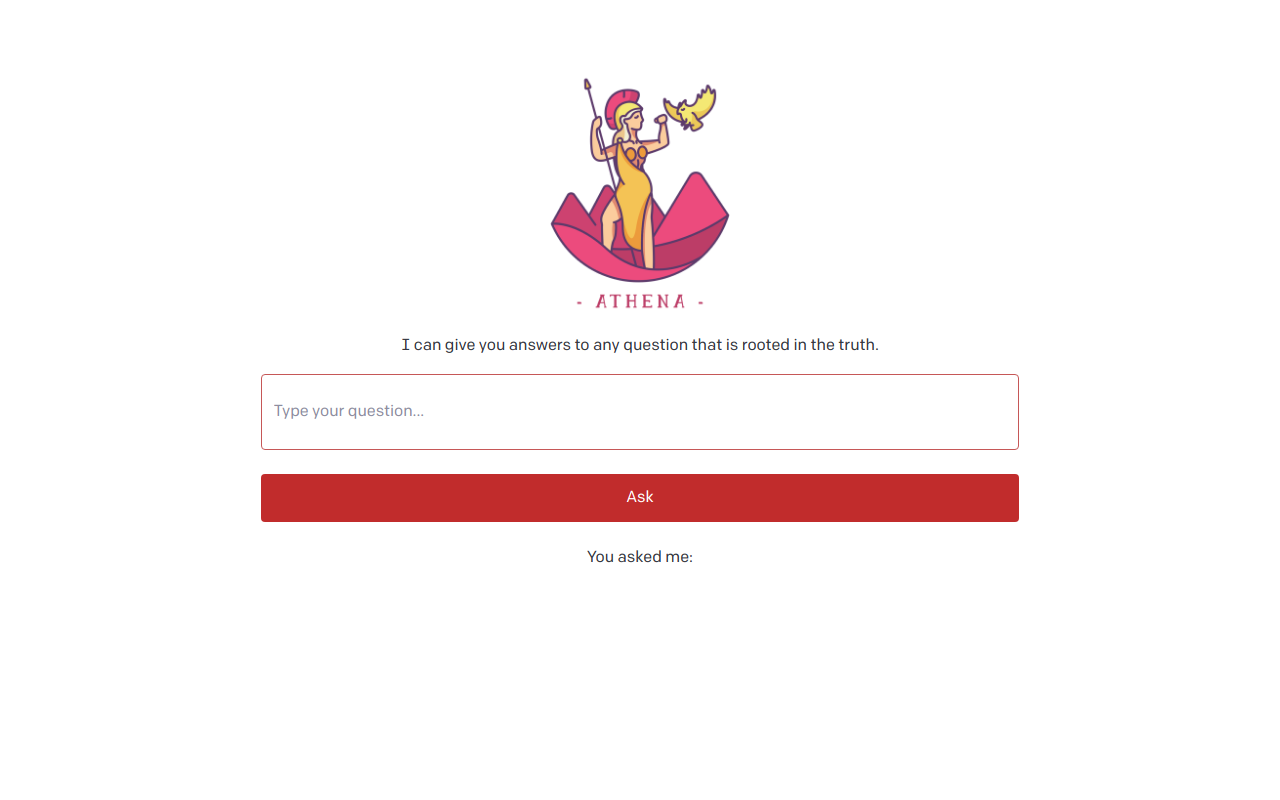 - ATHENA -
I can give you answers to any question that is rooted in the truth.
Type your question...
Ask
You asked me: